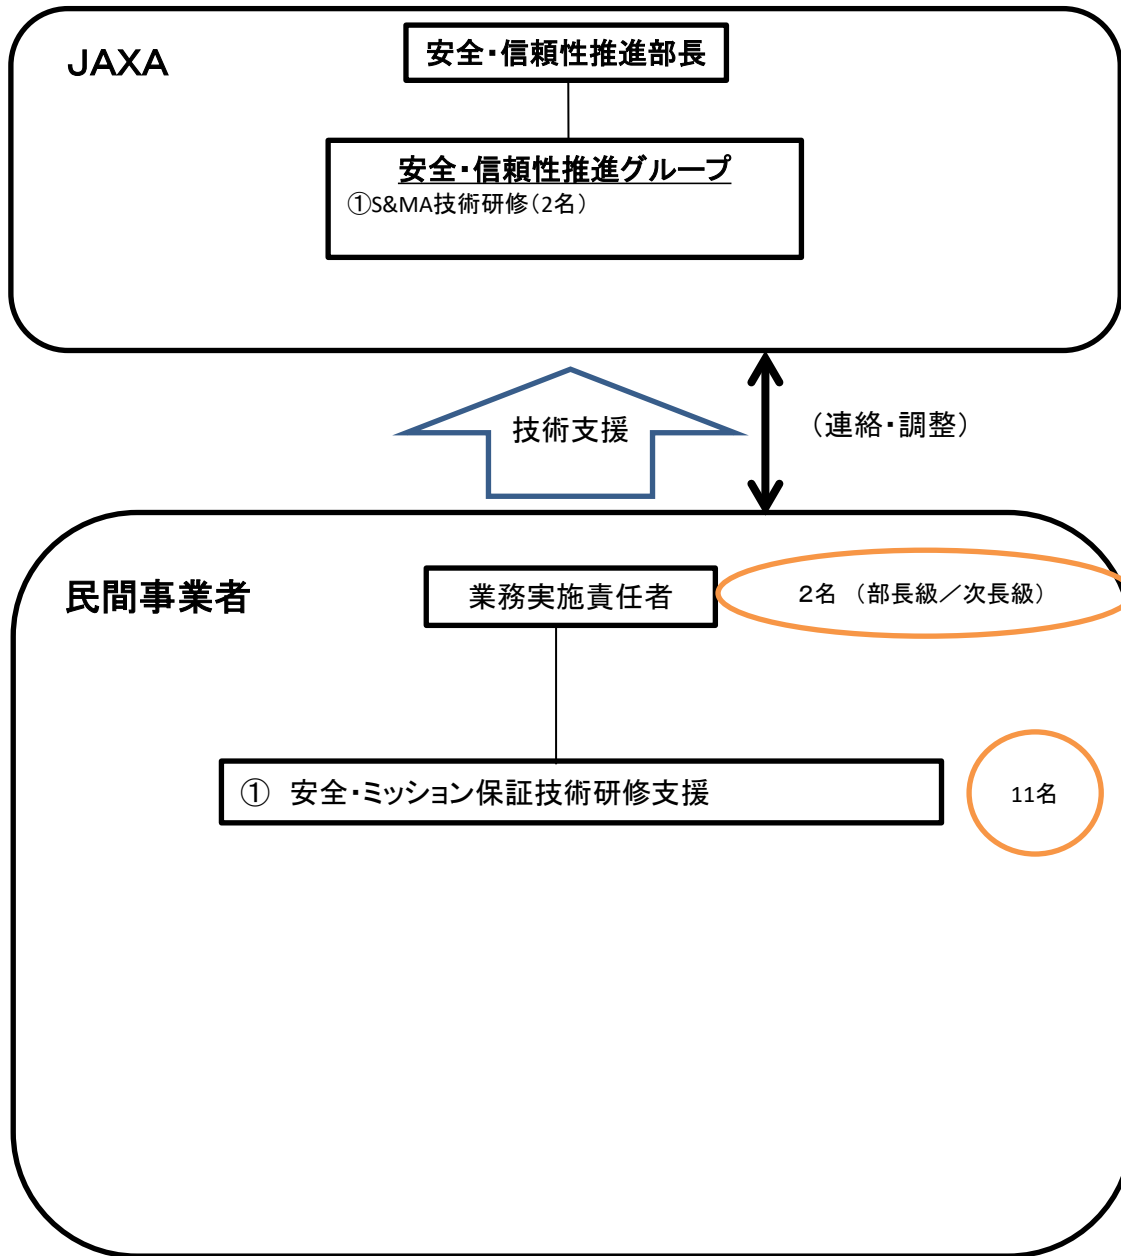 JAXA
安全・信頼性推進部長
安全・信頼性推進グループ
①S&MA技術研修（2名）
技術支援
（連絡・調整）
民間事業者
業務実施責任者
2名 （部長級／次長級）
① 安全・ミッション保証技術研修支援
11名